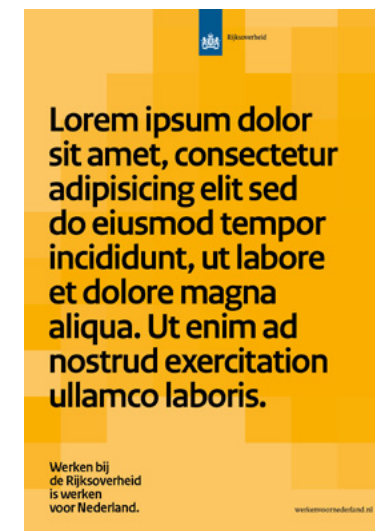 Rijksoverheid
Lorem ipsum dolor
sit amet, consectetur
adipisicing elit sed
do eiusmod tempor
incididunt, ut labore
et dolore magna
aliqua. Ut enim ad
nostrud exercitation
ullamco laboris.
Werken bij
de Rijksoverheid
is werken
voor Nederland.
werkenvoornederland.nl